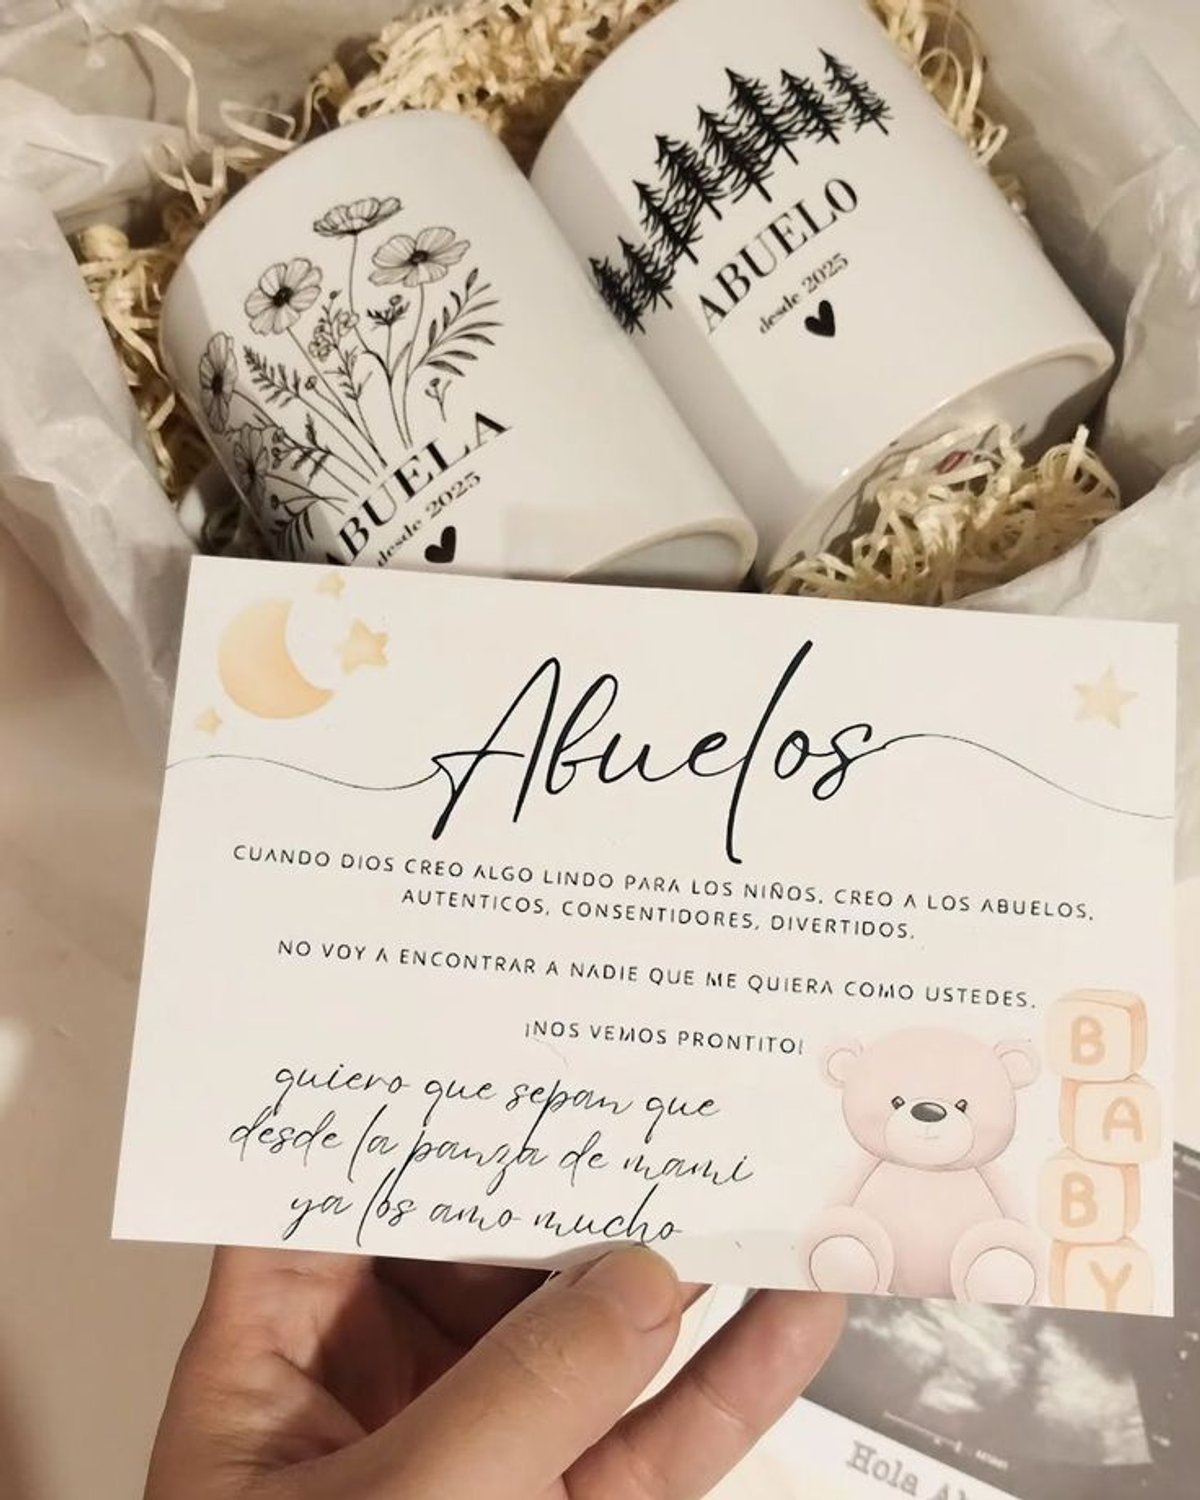 ABUELO
desde 2025
ABUELA
desde 2025
Abuelos
CUANDO DIOS CREO ALGO LINDO PARA LOS NIÑOS, CREO A LOS ABUELOS,
AUTENTICOS, CONSENTIDORES, DIVERTIDOS.
NO VOY A ENCONTRAR A NADIE QUE ME QUIERA COMO USTEDES.
¡NOS VEMOS PRONTITO!
quiero que sepan que
desde la panza de mami
ya los amo mucho
B
A
B
Y
Hola